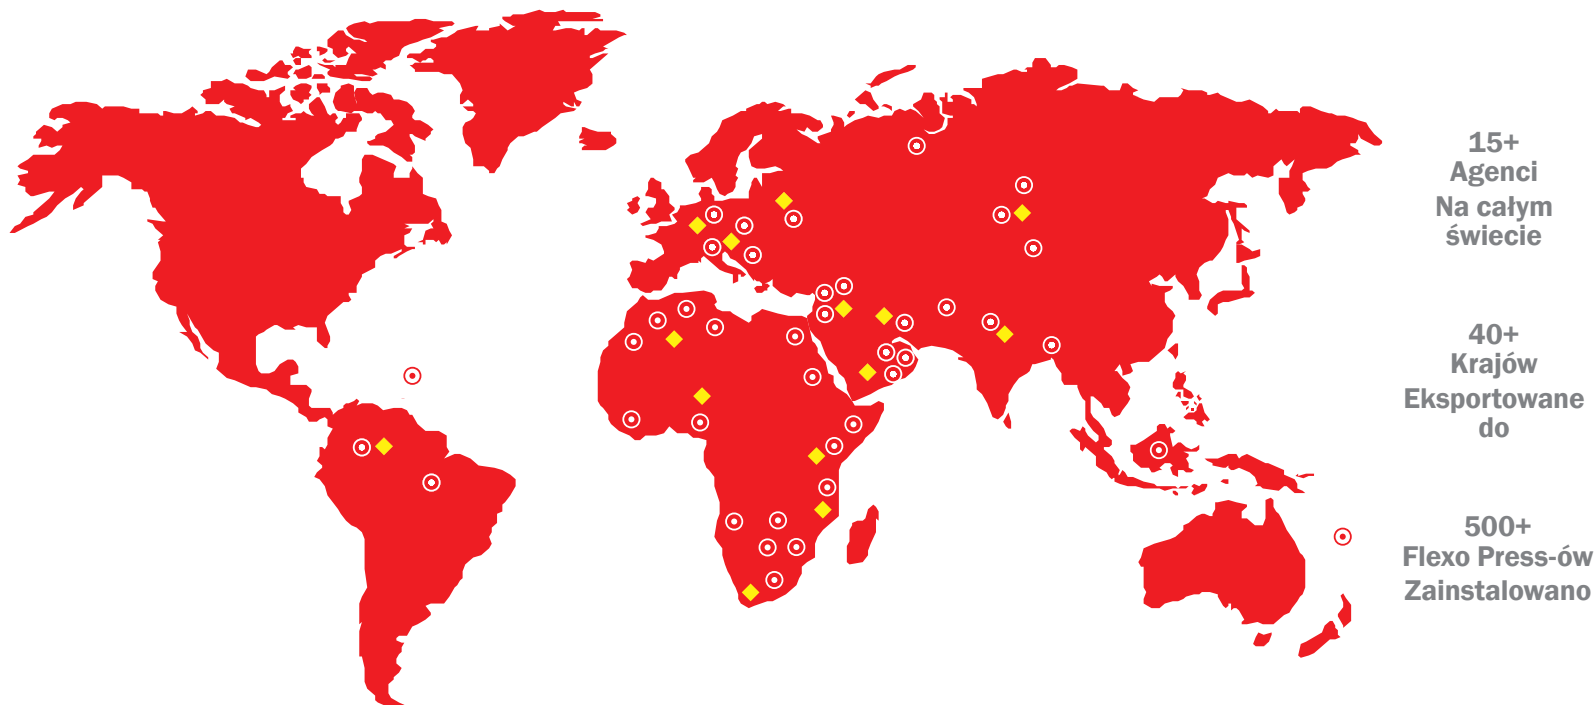 15+
Agenci
Na całym
świecie
40+
Krajów
Eksportowane
do
500+
Flexo Press-ów
Zainstalowano